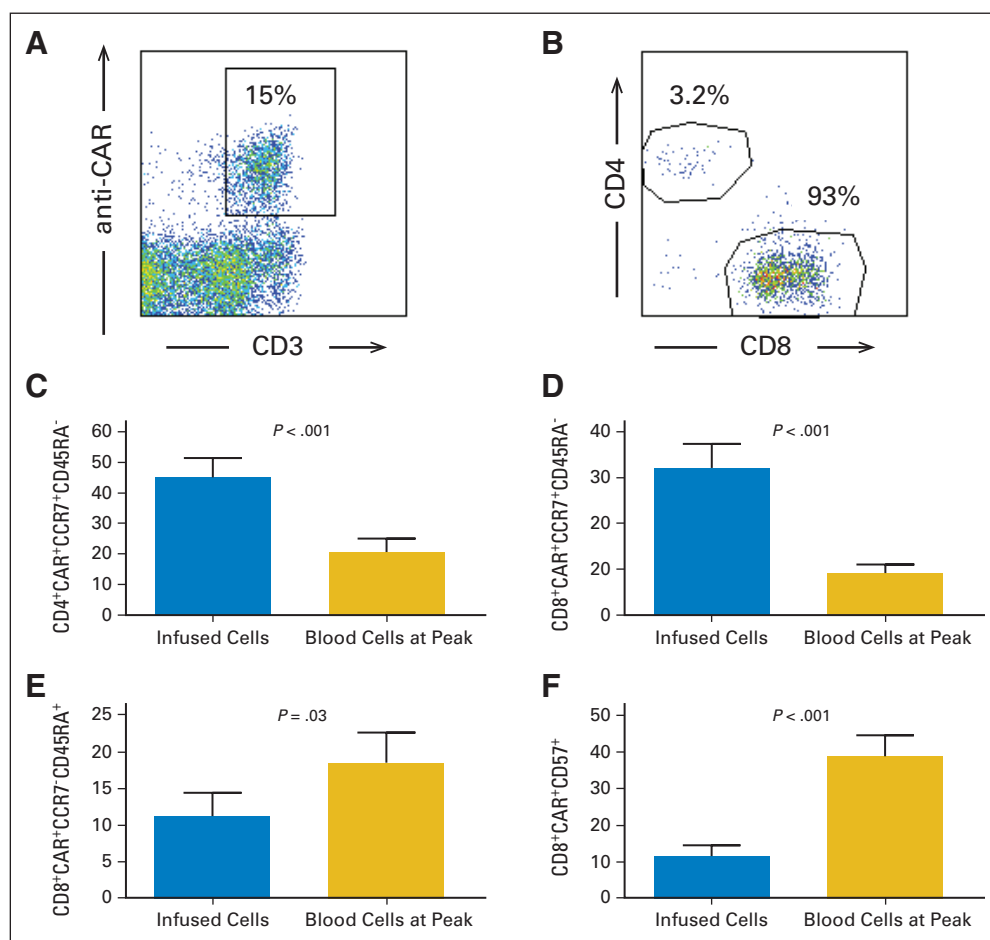 A
anti-CAR
15%
CD3
B
CD4
3.2%
93%
CD8
C
CD4+CAR+CCR7+CD45RA-
60
50
40
30
20
10
0
P < .001
Infused Cells
Blood Cells at Peak
D
CD8+CAR+CCR7+CD45RA-
40
30
20
20
0
P < .001
Infused Cells
Blood Cells at Peak
E
CD8+CAR+CCR7-CD45RA+
25
20
15
10
5
0
P = .03
Infused Cells
Blood Cells at Peak
F
CD8+CAR+CD57+
50
40
30
20
10
0
P < .001
Infused Cells
Blood Cells at Peak